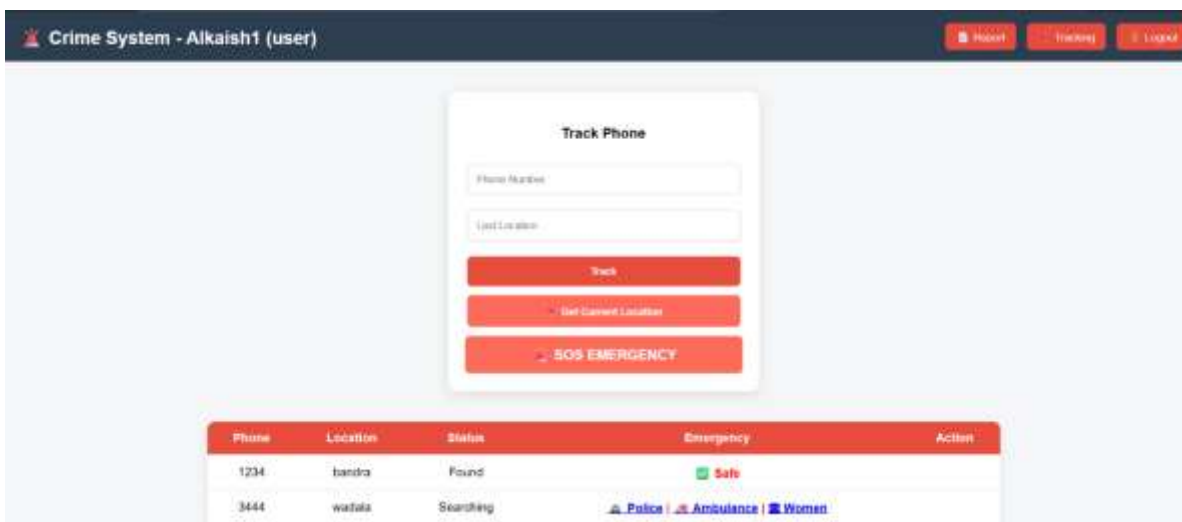 Crime System - Alkaish1 (user)
Report Tracking Logout
Track Phone
Phone Number
Last Location
Track
Get Current Location
SOS EMERGENCY
Phone Location Status Emergency Action
1234 bandra Found Safe
3444 wadala Searching Police | Ambulance | Women